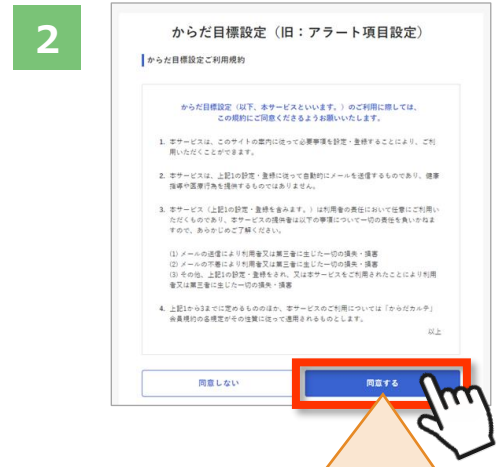 2
からだ目標設定（旧：アラート項目設定）
からだ目標設定ご利用規約
からだ目標設定（以下、本サービスといいます。）のご利用に際しては、
この規約にご同意くださるようお願いいたします。
1. 本サービスは、このサイトの案内に従って必要事項を設定・登録することにより、ご利
用いただくことができます。
2. 本サービスは、上記1の設定・登録に従って自動的にメールを送信するものであり、健康
指導や医療行為を提供するものではありません。
3. 本サービス（上記1の設定・登録を含みます。）は利用者の責任において任意にご利用い
ただくものであり、本サービスの提供者は以下の事項について一切の責任を負いかねま
すので、あらかじめご了承ください。
(1) メールの送信により利用者又は第三者に生じた一切の損失・損害
(2) メールの不着により利用者又は第三者に生じた一切の損失・損害
(3) その他、上記1の設定・登録をされ、又は本サービスをご利用されたことにより利用
者又は第三者に生じた一切の損失・損害
4. 上記1から3までに定めるもののほか、本サービスのご利用については「からだカルテ」
会員規約の各規定がその性質に従って適用されるものとします。
以上
同意しない
同意する